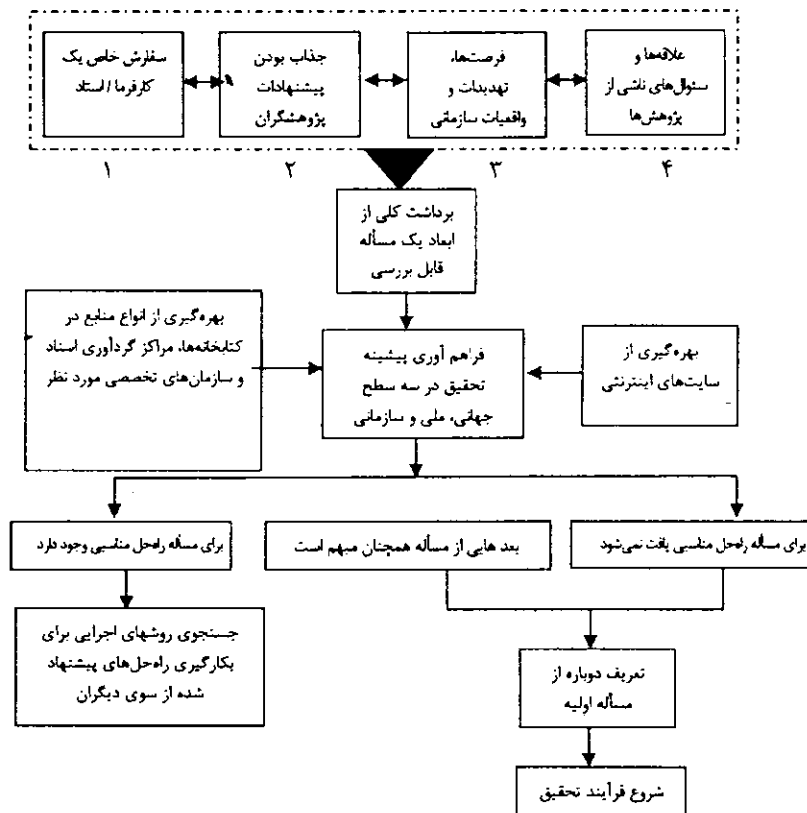 علاقه‌ها و
سئوال‌های ناشی از
پژوهش‌ها
فرصت‌ها،
تهدیدات و
واقعیات سازمانی
جذاب بودن
پیشنهادات
پژوهشگران
سفارش خاص یک
کارفرما / استاد
۴
۳
۲
۱
برداشت کلی از
ابعاد یک مسأله
قابل بررسی
بهره‌گیری از
سایت‌های اینترنتی
فراهم آوری پیشینه
تحقیق در سه سطح
جهانی، ملی و سازمانی
بهره‌گیری از انواع منابع در
کتابخانه‌ها، مراکز گردآوری اسناد
و سازمان‌های تخصصی مورد نظر
برای مسأله راه‌حل مناسبی یافت نمی‌شود
بعد هایی از مسأله همچنان مبهم است
برای مسأله راه‌حل مناسبی وجود دارد
جستجوی روشهای اجرایی برای
بکارگیری راه‌حل‌های پیشنهاد
شده از سوی دیگران
تعریف دوباره از
مسأله اولیه
شروع فرآیند تحقیق